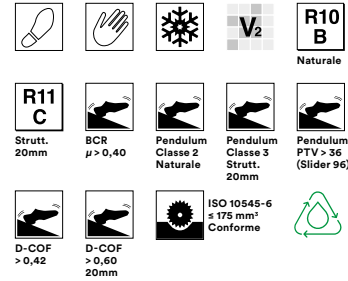 V2
R10
B
Naturale
R11
C
Strutt.
20mm
BCR
μ > 0,40
Pendulum
Classe 2
Naturale
Pendulum
Classe 3
Strutt.
20mm
Pendulum
PTV > 36
(Slider 96)
D-COF
> 0,42
D-COF
> 0,60
20mm
ISO 10545-6
≤ 175 mm³
Conforme